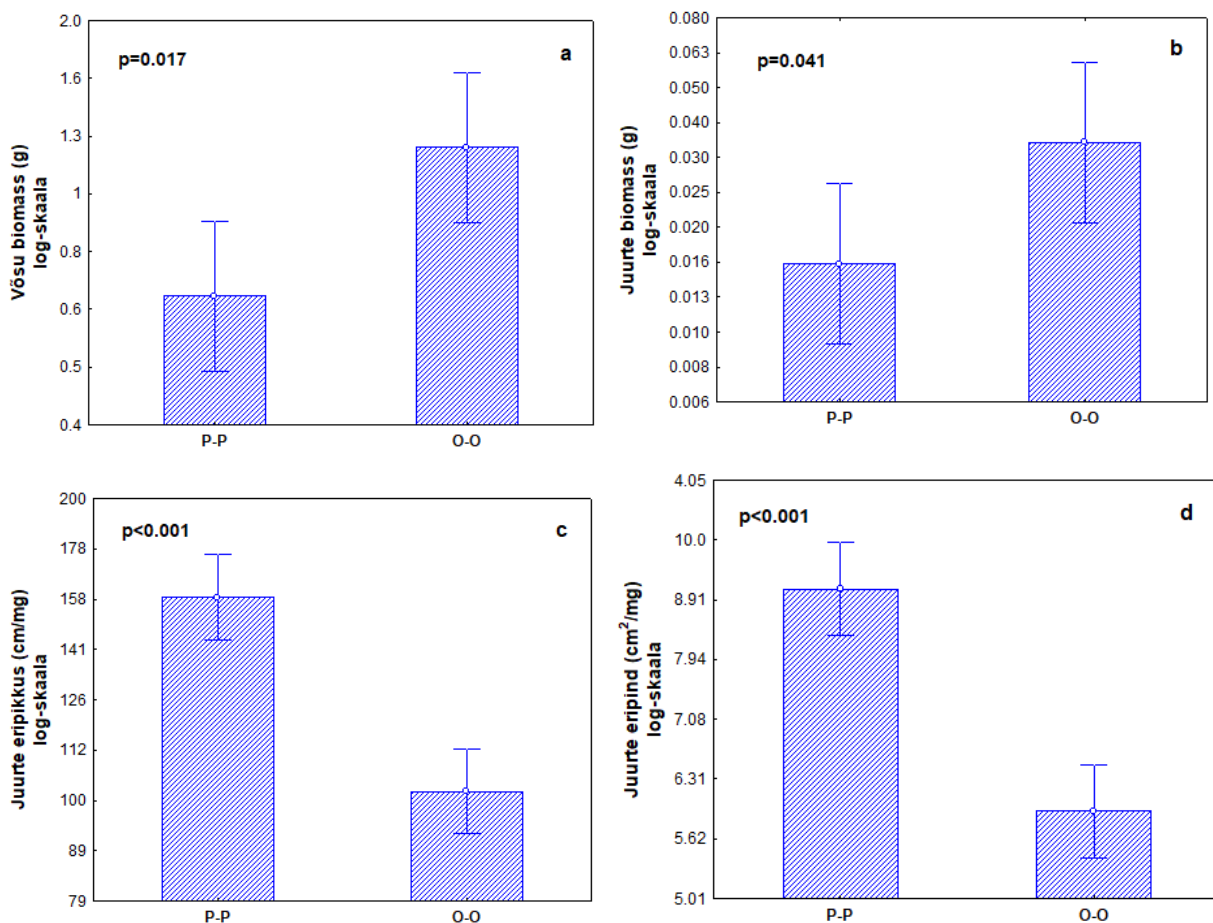 2.0
1.6
1.3
1
0.8
0.6
0.5
0.4
Võsu biomass (g)
log-skaala
p=0.017
a
P-P
O-O
0.080
0.063
0.050
0.040
0.030
0.025
0.020
0.016
0.013
0.010
0.008
0.006
Juurte biomass (g)
log-skaala
p=0.041
b
P-P
O-O
200
178
158
141
126
112
100
89
79
Juurte eripikkus (cm/mg)
log-skaala
p<0.001
c
P-P
O-O
4.05
10.0
8.91
7.94
7.08
6.31
5.62
5.01
Juurte eripind (cm²/mg)
log-skaala
p<0.001
d
P-P
O-O